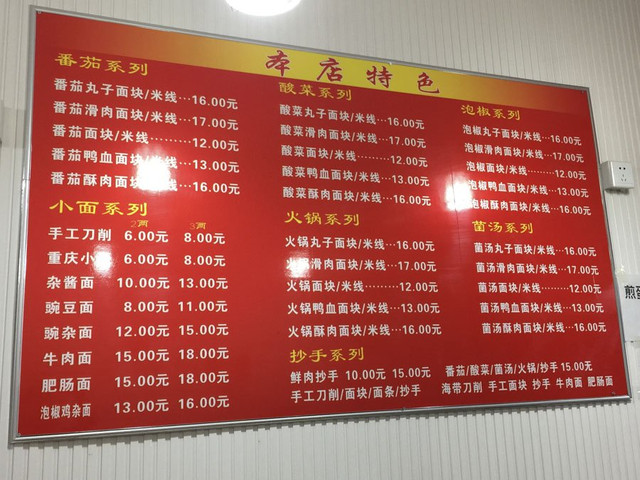 本店特色
番茄系列
番茄丸子面块/米线···16.00元
番茄滑肉面块/米线···17.00元
番茄面块/米线·········12.00元
番茄鸭血面块/米线···13.00元
番茄酥肉面块/米线···16.00元
酸菜系列
酸菜丸子面块/米线···16.00元
酸菜滑肉面块/米线···17.00元
酸菜面块/米线·········12.00元
酸菜鸭血面块/米线···13.00元
酸菜酥肉面块/米线···16.00元
泡椒系列
泡椒丸子面块/米线···16.00元
泡椒滑肉面块/米线···17.00元
泡椒面块/米线·········12.00元
泡椒鸭血面块/米线···13.00元
泡椒酥肉面块/米线···16.00元
小面系列
2两 3两
手工刀削 6.00元 8.00元
重庆小 6.00元 8.00元
杂酱面 10.00元 13.00元
豌豆面 8.00元 11.00元
豌杂面 12.00元 15.00元
牛肉面 15.00元 18.00元
肥肠面 15.00元 18.00元
泡椒鸡杂面 13.00元 16.00元
火锅系列
火锅丸子面块/米线···16.00元
火锅滑肉面块/米线···17.00元
火锅面块/米线·········12.00元
火锅鸭血面块/米线···13.00元
火锅酥肉面块/米线···16.00元
菌汤系列
菌汤丸子面块/米线···16.00元
菌汤滑肉面块/米线···17.00元
菌汤面块/米线·········12.00元
菌汤鸭血面块/米线···13.00元
菌汤酥肉面块/米线···16.00元
抄手系列
鲜肉抄手 10.00元 15.00元
手工刀削/面块/面条/抄手
番茄/酸菜/菌汤/火锅/抄手15.00元
海带刀削 手工面块 抄手 牛肉面 肥肠面
煎